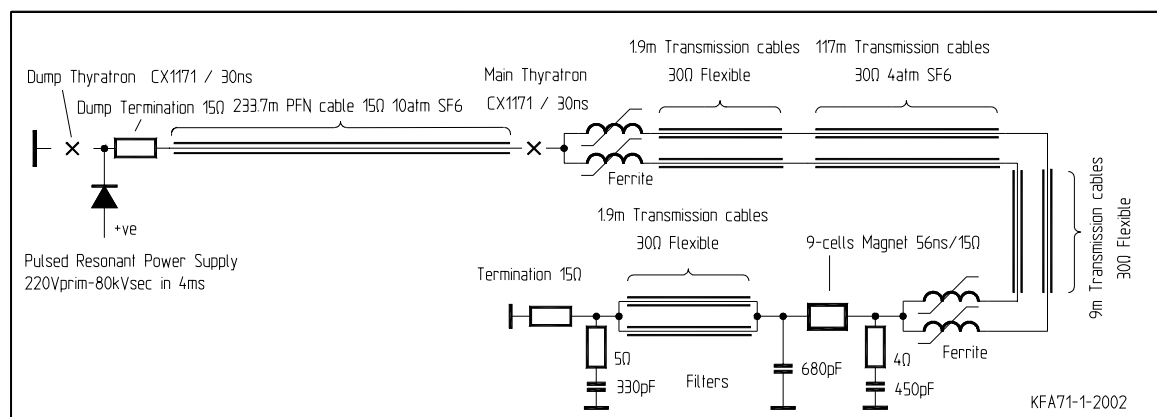 1.9m Transmission cables
30Ω Flexible
117m Transmission cables
30Ω 4atm SF6
Dump Thyratron CX1171 / 30ns
Main Thyratron
CX1171 / 30ns
Dump Termination 15Ω
233.7m PFN cable 15Ω 10atm SF6
Ferrite
+ve
Pulsed Resonant Power Supply
220Vprim-80kVsec in 4ms
1.9m Transmission cables
30Ω Flexible
9-cells Magnet 56ns/15Ω
9m Transmission cables
30Ω Flexible
Termination 15Ω
Ferrite
5Ω
330pF
Filters
680pF
4Ω
450pF
KFA71-1-2002